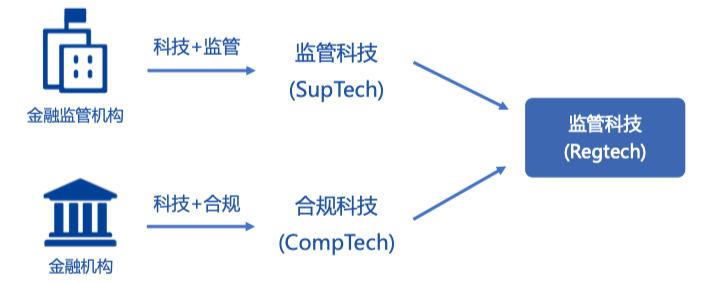 科技+监管
监管科技
(SupTech)
金融监管机构
监管科技
(Regtech)
科技+合规
合规科技
(CompTech)
金融机构